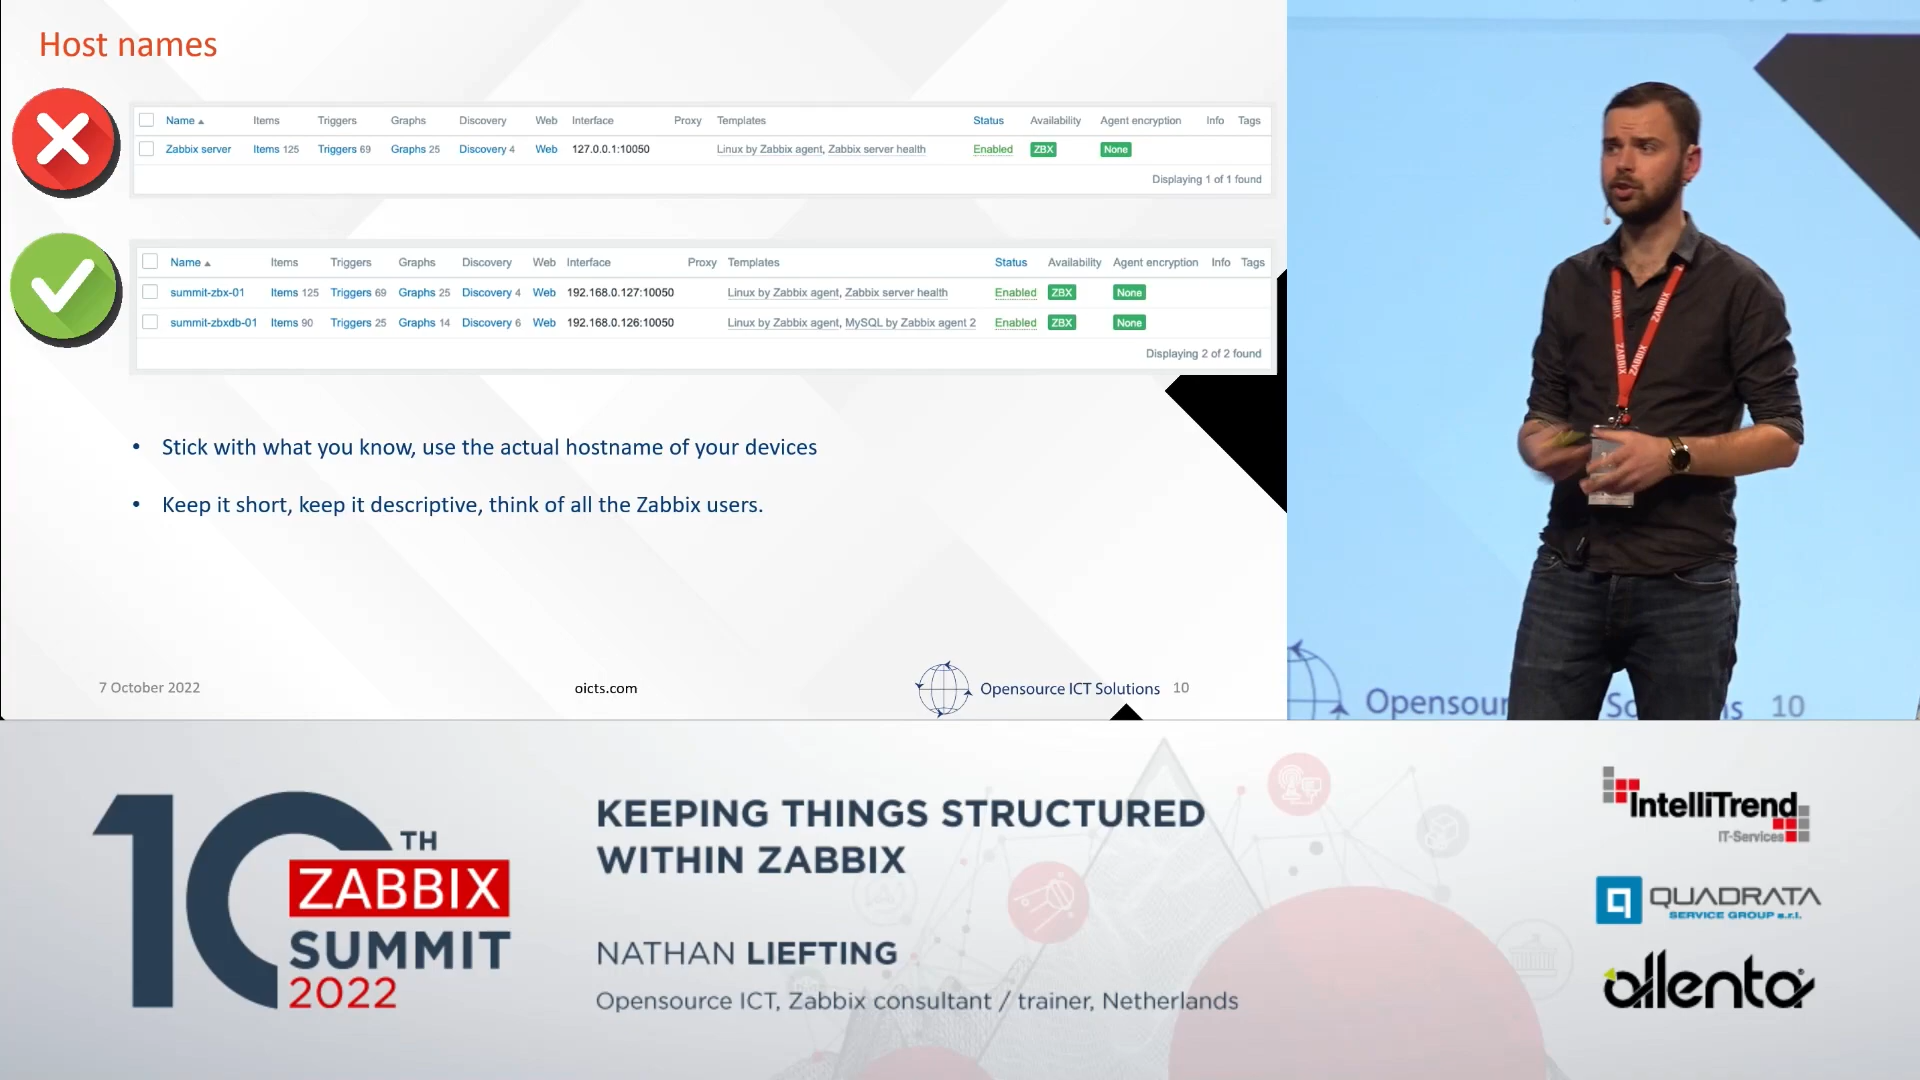 Host names
Name Items Triggers Graphs Discovery Web Interface Proxy Templates Status Availability Agent encryption Info Tags
Zabbix server Items 125 Triggers 69 Graphs 25 Discovery 4 Web 127.0.0.1:10050 Linux by Zabbix agent, Zabbix server health Enabled ZBX None
Displaying 1 of 1 found
Name Items Triggers Graphs Discovery Web Interface Proxy Templates Status Availability Agent encryption Info Tags
summit-zbx-01 Items 125 Triggers 69 Graphs 25 Discovery 4 Web 192.168.0.127:10050 Linux by Zabbix agent, Zabbix server health Enabled ZBX None
summit-zbxdb-01 Items 90 Triggers 25 Graphs 14 Discovery 6 Web 192.168.0.126:10050 Linux by Zabbix agent, MySQL by Zabbix agent 2 Enabled ZBX None
Displaying 2 of 2 found
• Stick with what you know, use the actual hostname of your devices
• Keep it short, keep it descriptive, think of all the Zabbix users.
7 October 2022 oicts.com Opensource ICT Solutions 10
ZABBIX ZABBIX
ZABBIX ZABBIX
10
10TH
ZABBIX
SUMMIT
2022
KEEPING THINGS STRUCTURED
WITHIN ZABBIX
NATHAN LIEFTING
Opensource ICT, Zabbix consultant / trainer, Netherlands
IntelliTrend
IT-Services
QUADRATA
SERVICE GROUP s.r.l.
allenta